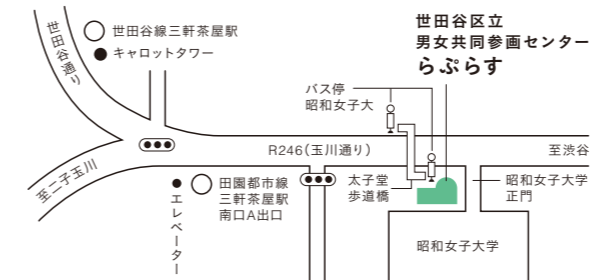 世田谷区立
男女共同参画センター
らぷらす
世田谷線三軒茶屋駅
キャロットタワー
世田谷通り
バス停
昭和女子大
R246(玉川通り)
至渋谷
至二子玉川
エレベーター
田園都市線
三軒茶屋駅
南口A出口
太子堂
歩道橋
昭和女子大学
正門
昭和女子大学